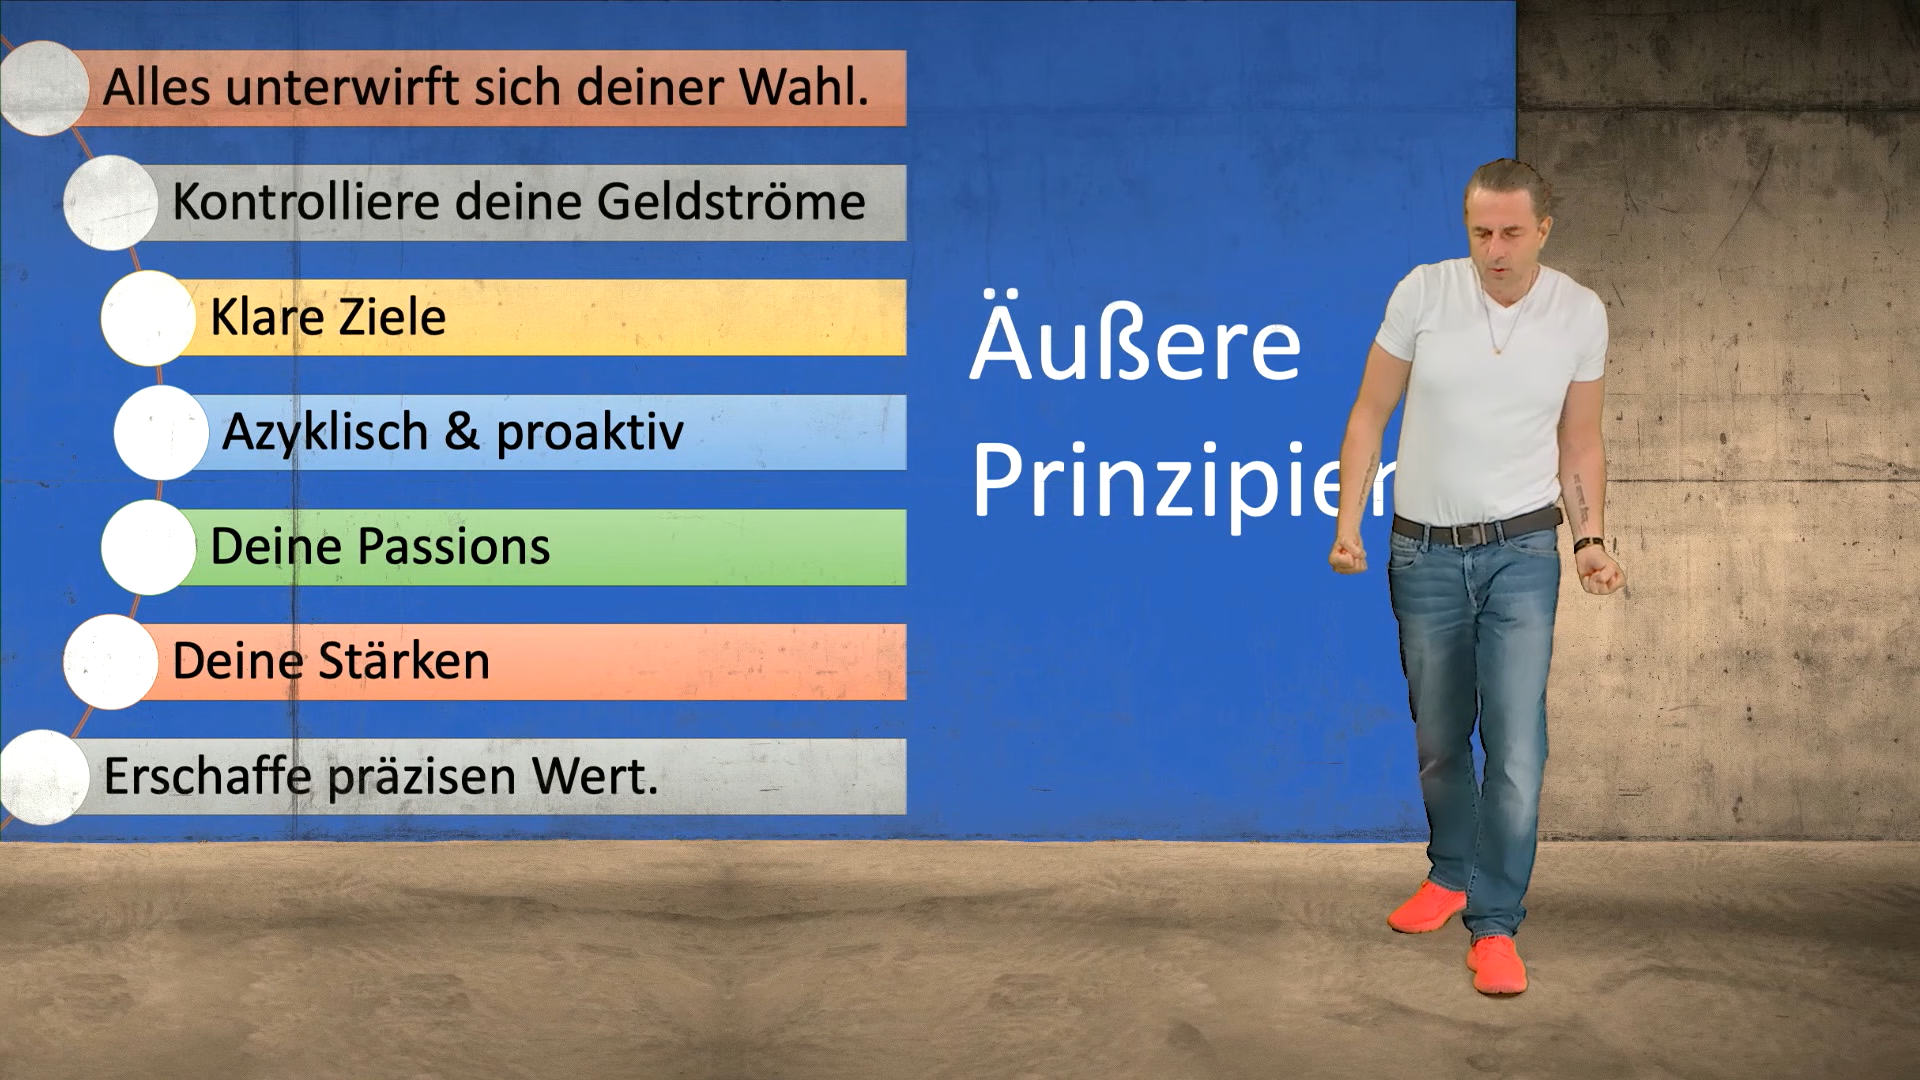 Alles unterwirft sich deiner Wahl.
Kontrolliere deine Geldströme
Klare Ziele
Azyklisch & proaktiv
Deine Passions
Deine Stärken
Erschaffe präzisen Wert.
Äußere
Prinzipien